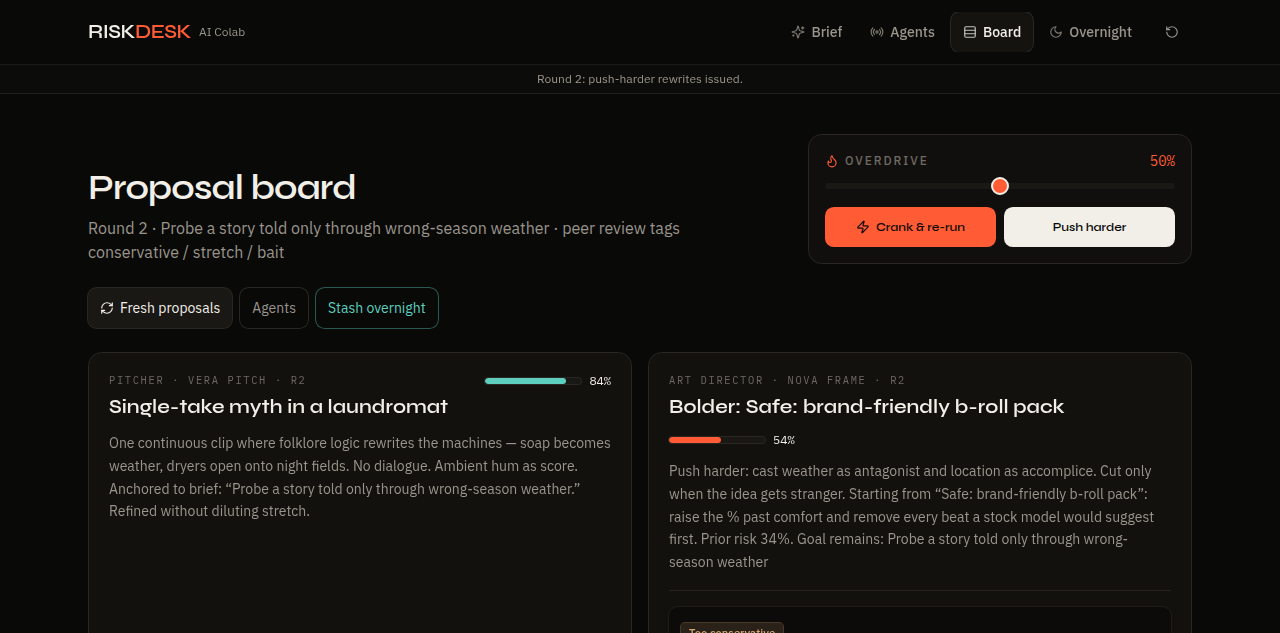 RISKDESK AI Colab
Brief
Agents
Board
Overnight
Round 2: push-harder rewrites issued.
OVERDRIVE 50%
Crank & re-run
Push harder
Proposal board
Round 2 · Probe a story told only through wrong-season weather · peer review tags
conservative / stretch / bait
Fresh proposals
Agents
Stash overnight
PITCHER · VERA PITCH · R2
84%
Single-take myth in a laundromat
One continuous clip where folklore logic rewrites the machines — soap becomes
weather, dryers open onto night fields. No dialogue. Ambient hum as score.
Anchored to brief: “Probe a story told only through wrong-season weather.”
Refined without diluting stretch.
ART DIRECTOR · NOVA FRAME · R2
Bolder: Safe: brand-friendly b-roll pack
54%
Push harder: cast weather as antagonist and location as accomplice. Cut only
when the idea gets stranger. Starting from “Safe: brand-friendly b-roll pack”:
raise the % past comfort and remove every beat a stock model would suggest
first. Prior risk 34%. Goal remains: Probe a story told only through wrong-
season weather
Too conservative